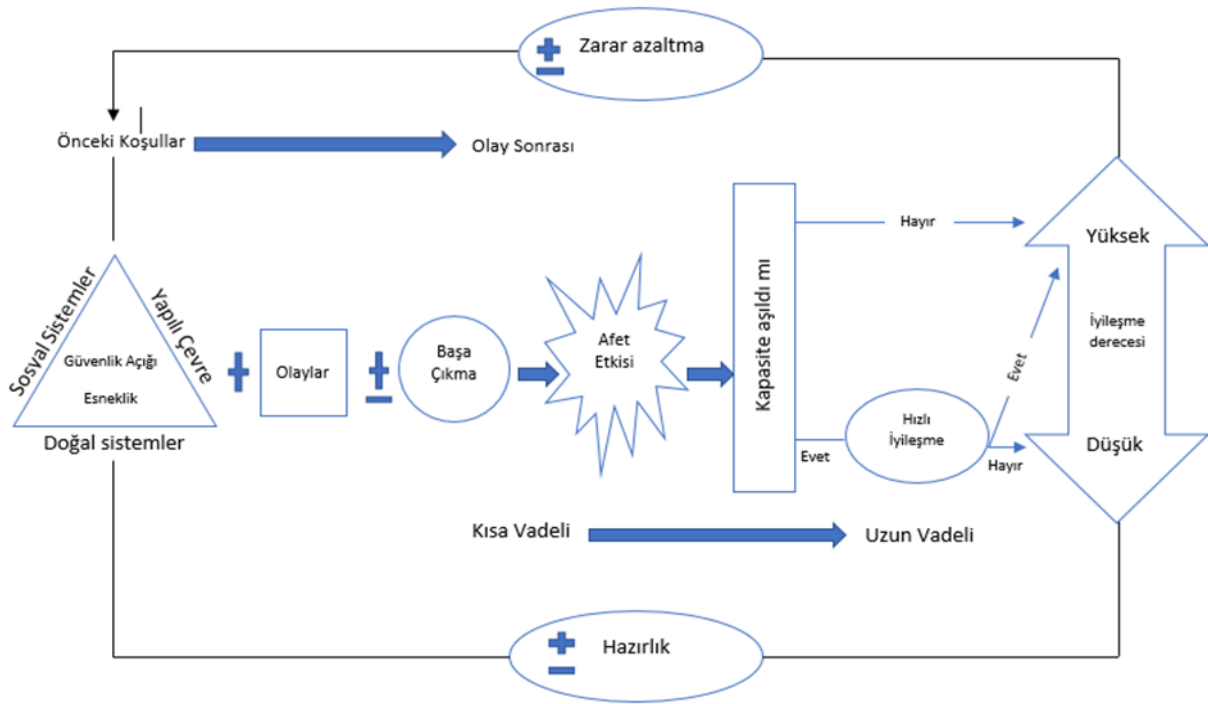 Zarar azaltma
Önceki Koşullar
Olay Sonrası
Hayır
Yüksek
Sosyal Sistemler
Yapılı Çevre
Güvenlik Açığı
Esneklik
Doğal sistemler
Olaylar
Başa
Çıkma
Afet
Etkisi
Kapasite aşıldı mı
İyileşme
derecesi
Evet
Hızlı
İyileşme
Evet
Hayır
Düşük
Kısa Vadeli
Uzun Vadeli
Hazırlık